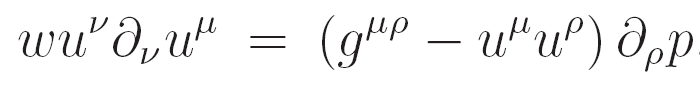 wu^ν ∂_ν u^μ = (g^{μρ} − u^μ u^ρ) ∂_ρ p.